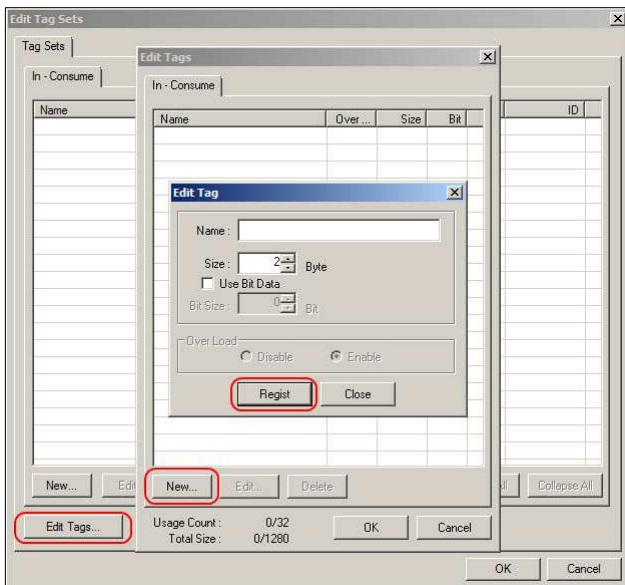 Edit Tag Sets
Tag Sets
In - Consume
Name
ID
Edit Tags
In - Consume
Name Over ... Size Bit
Edit Tag
Name :
Size : 2 Byte
Use Bit Data
Bit Size : 0 Bit
Over Load
Disable Enable
Regist Close
New... Edit... Delete
Usage Count : 0/32
Total Size : 0/1280
OK Cancel
New... Collapse All
Edit Tags...
OK Cancel